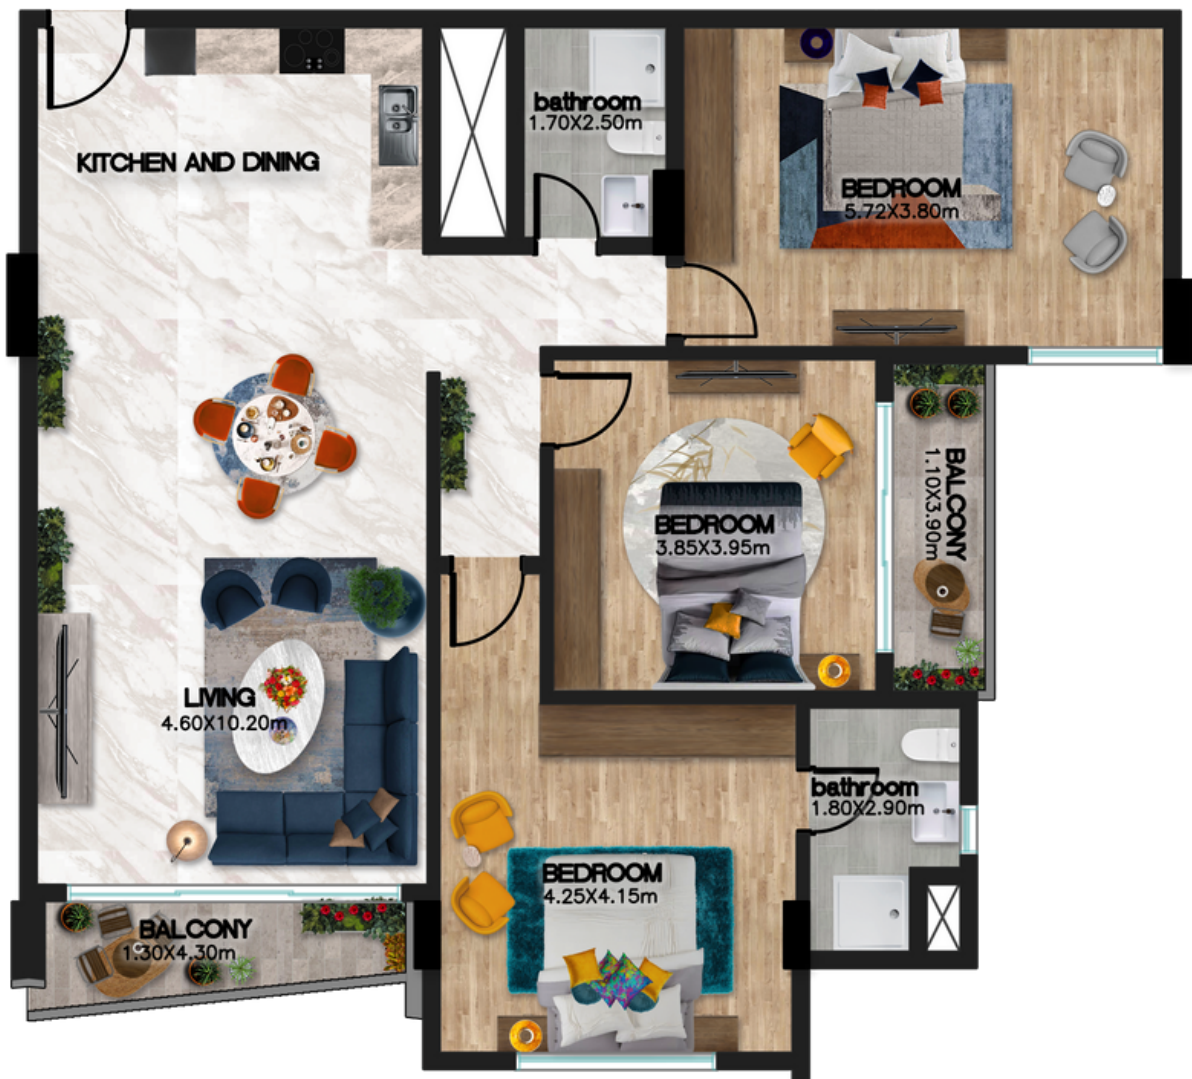 bathroom
1.70X2.50m
KITCHEN AND DINING
BEDROOM
5.72X3.80m
BALCONY
1.10X3.90m
BEDROOM
3.85X3.95m
LIVING
4.60X10.20m
bathroom
1.80X2.90m
BEDROOM
4.25X4.15m
BALCONY
1.30X4.30m